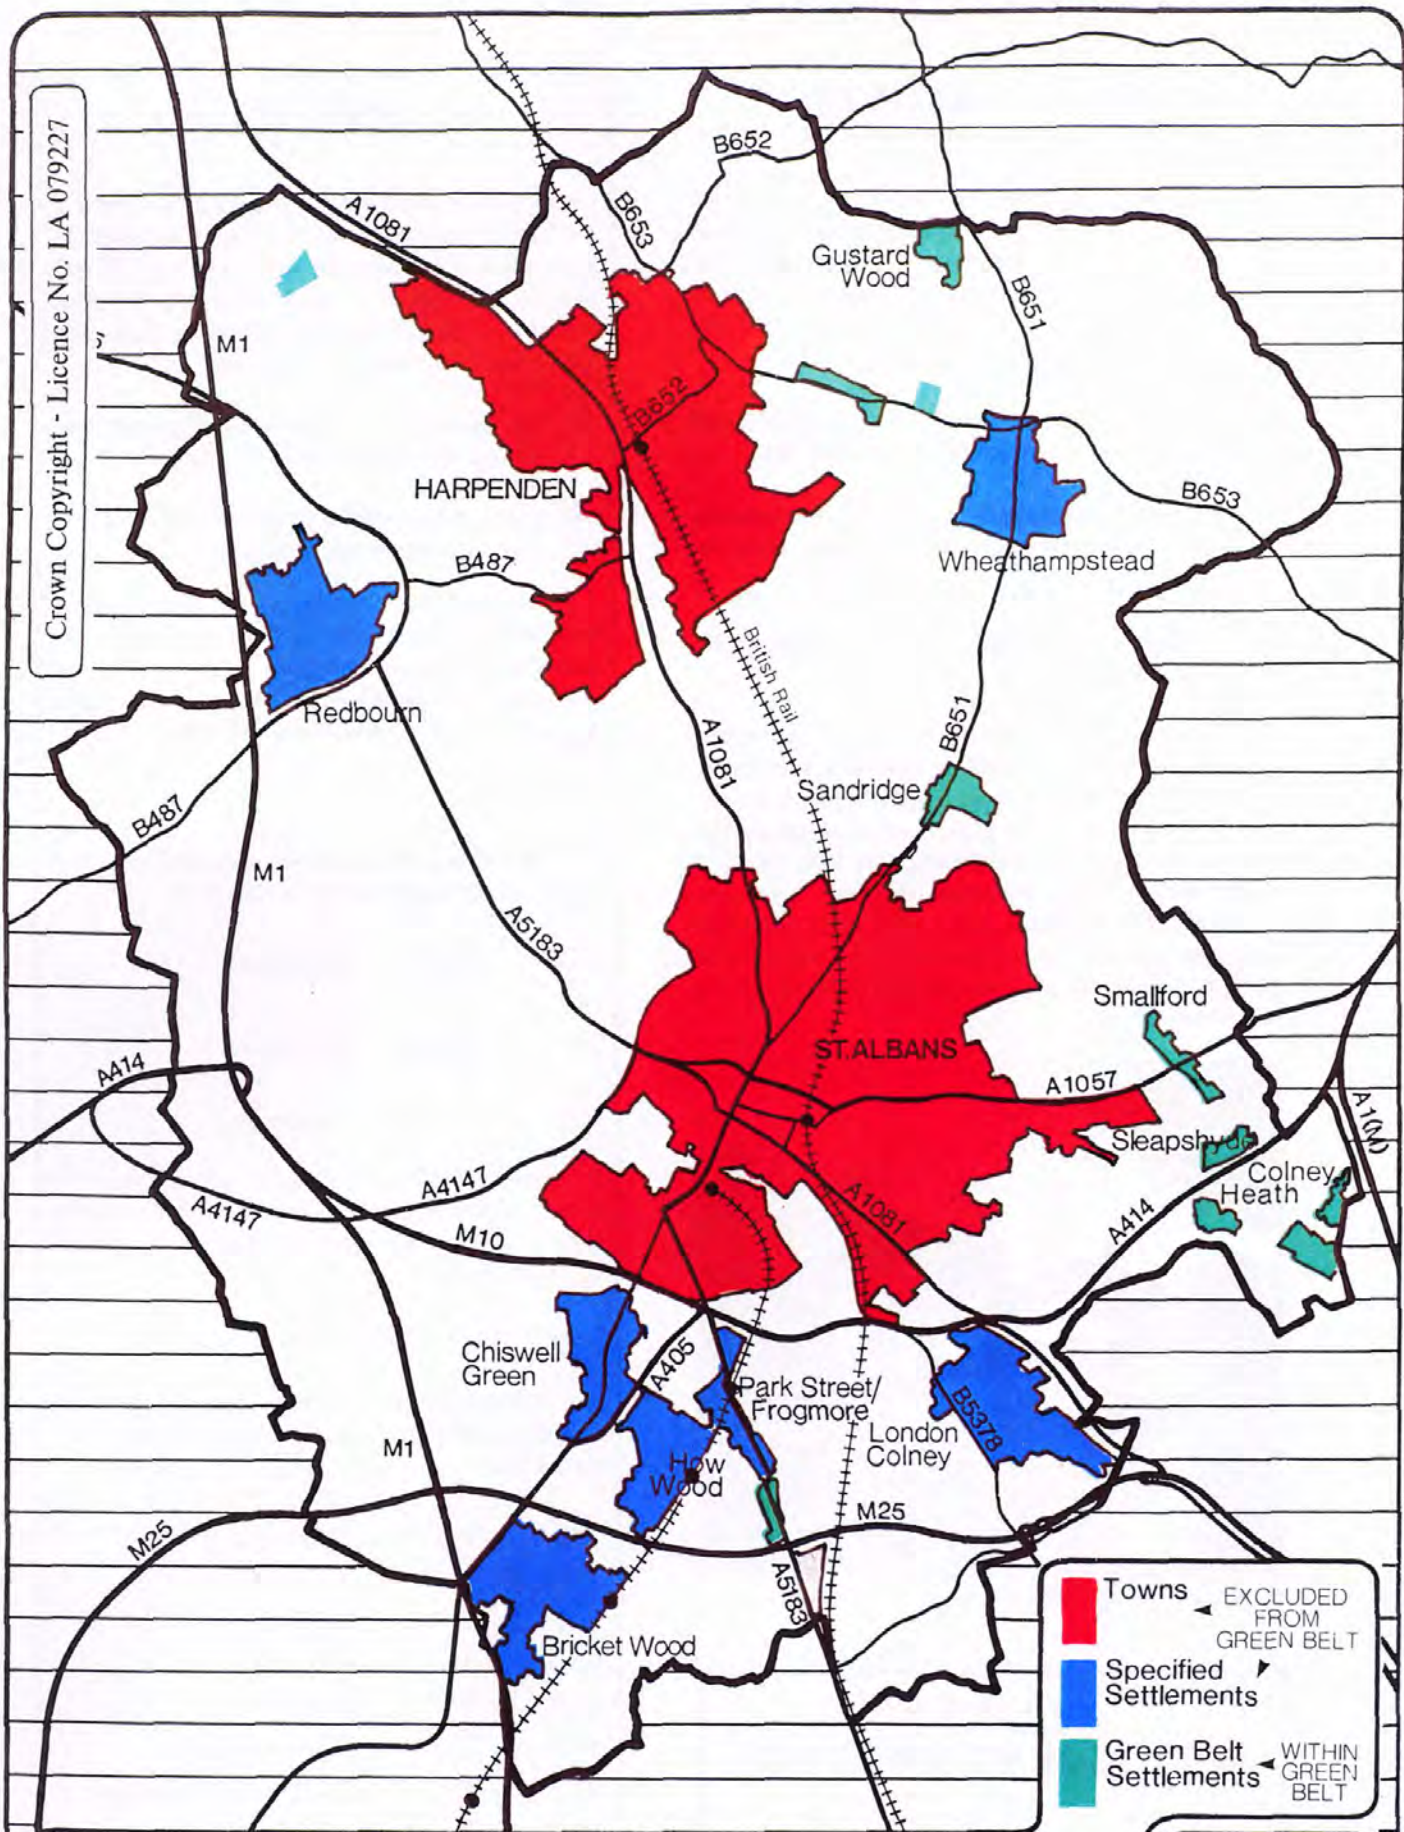 Crown Copyright - Licence No. LA 079227
B652
A1081
B653
Gustard
Wood
B651
M1
B652
HARPENDEN
B653
B487
Wheathampstead
British Rail
Redbourn
A1081
B651
Sandridge
B487
M1
A5183
Smallford
ST.ALBANS
A414
A1057
A1(M)
Sleapshyde
Colney
Heath
A4147
A4147
A1081
A414
M10
Chiswell
Green
A405
Park Street/
Frogmore
London
Colney
B5378
M1
How
Wood
M25
M25
A5183
Bricket Wood
Towns
EXCLUDED
FROM
GREEN BELT
Specified
Settlements
Green Belt
Settlements
WITHIN
GREEN
BELT